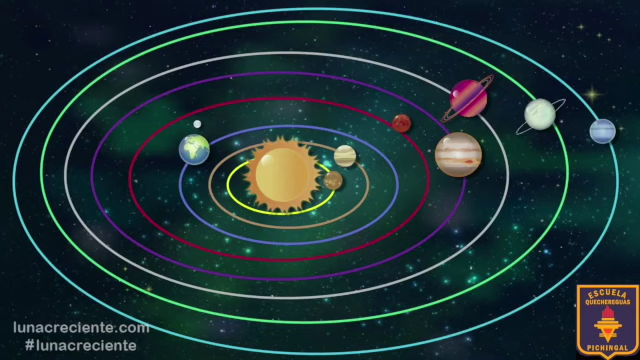 lunacreciente.com
#lunacreciente
ESCUELA
QUECHEREGUAS
PICHINGAL